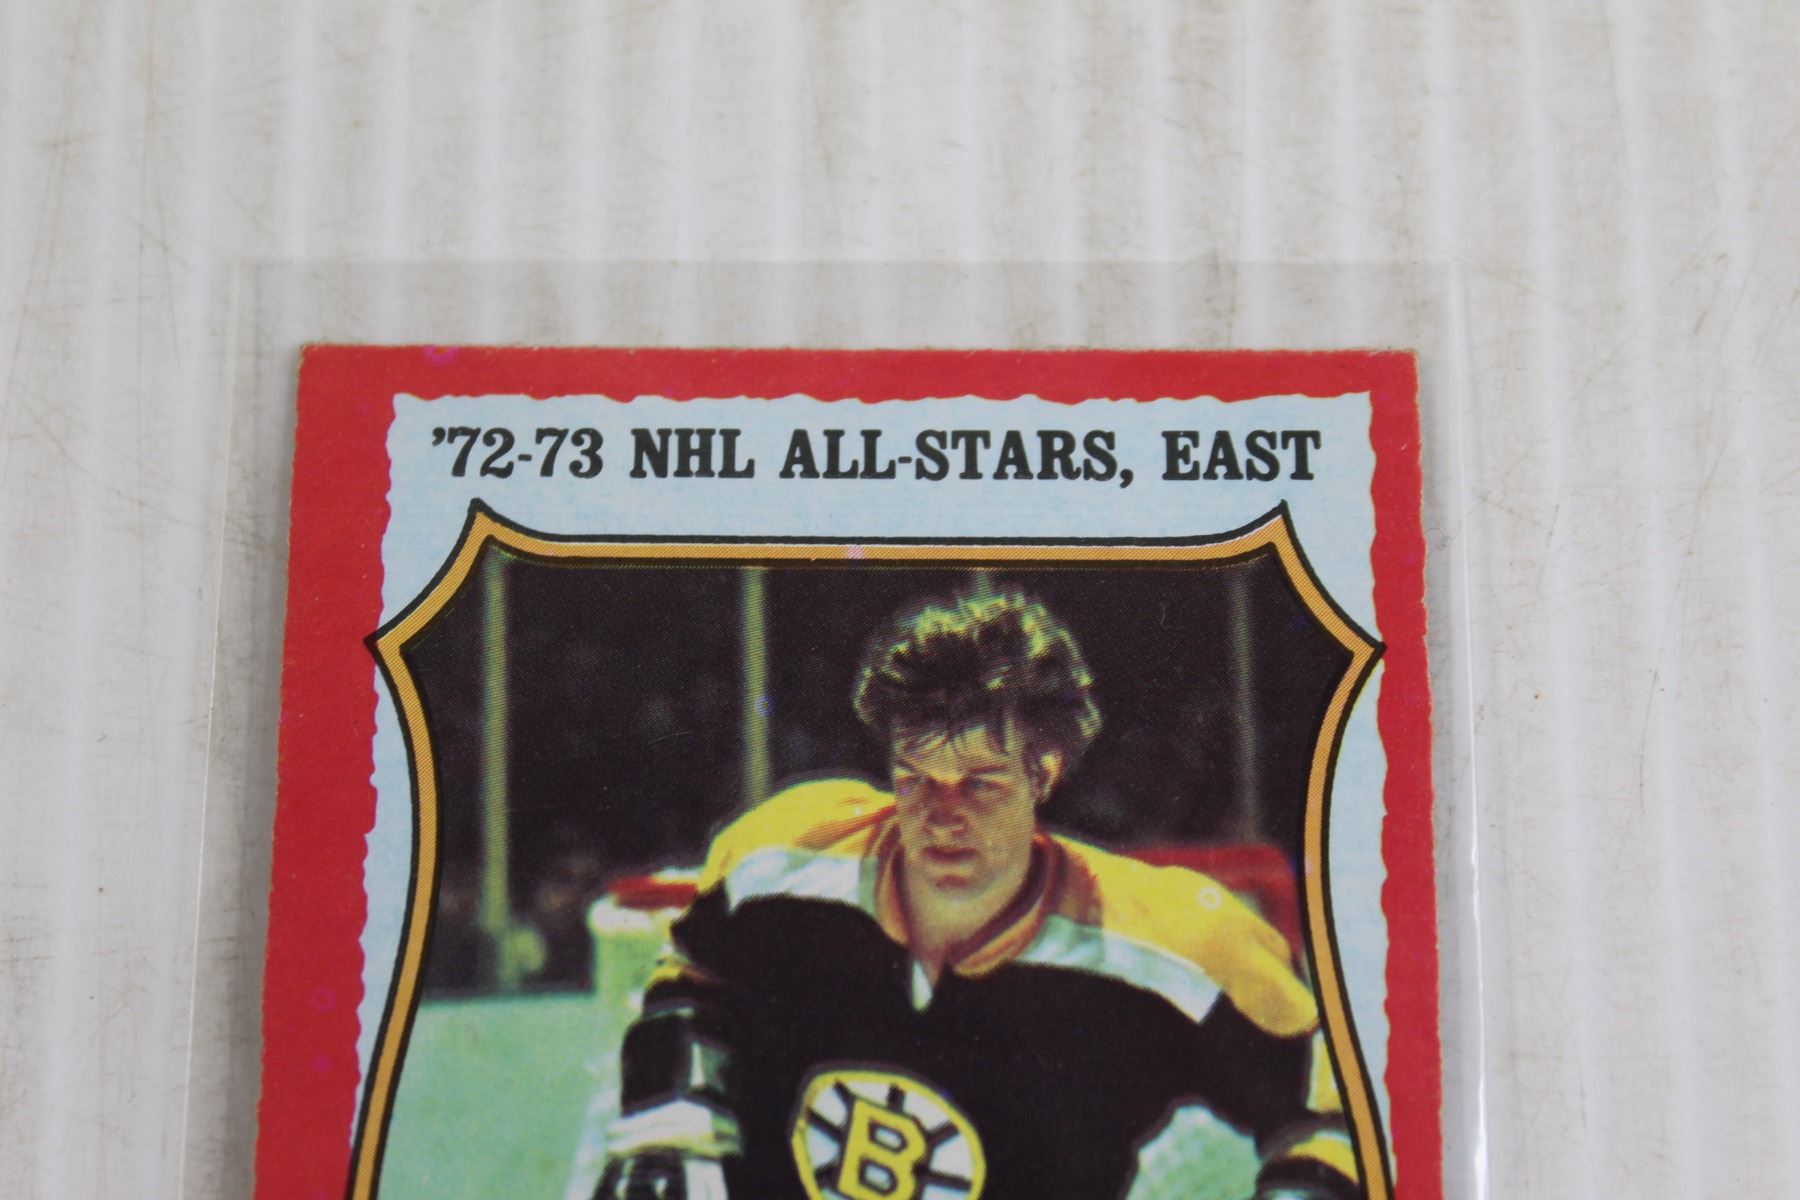 ’72-73 NHL ALL-STARS, EAST
B